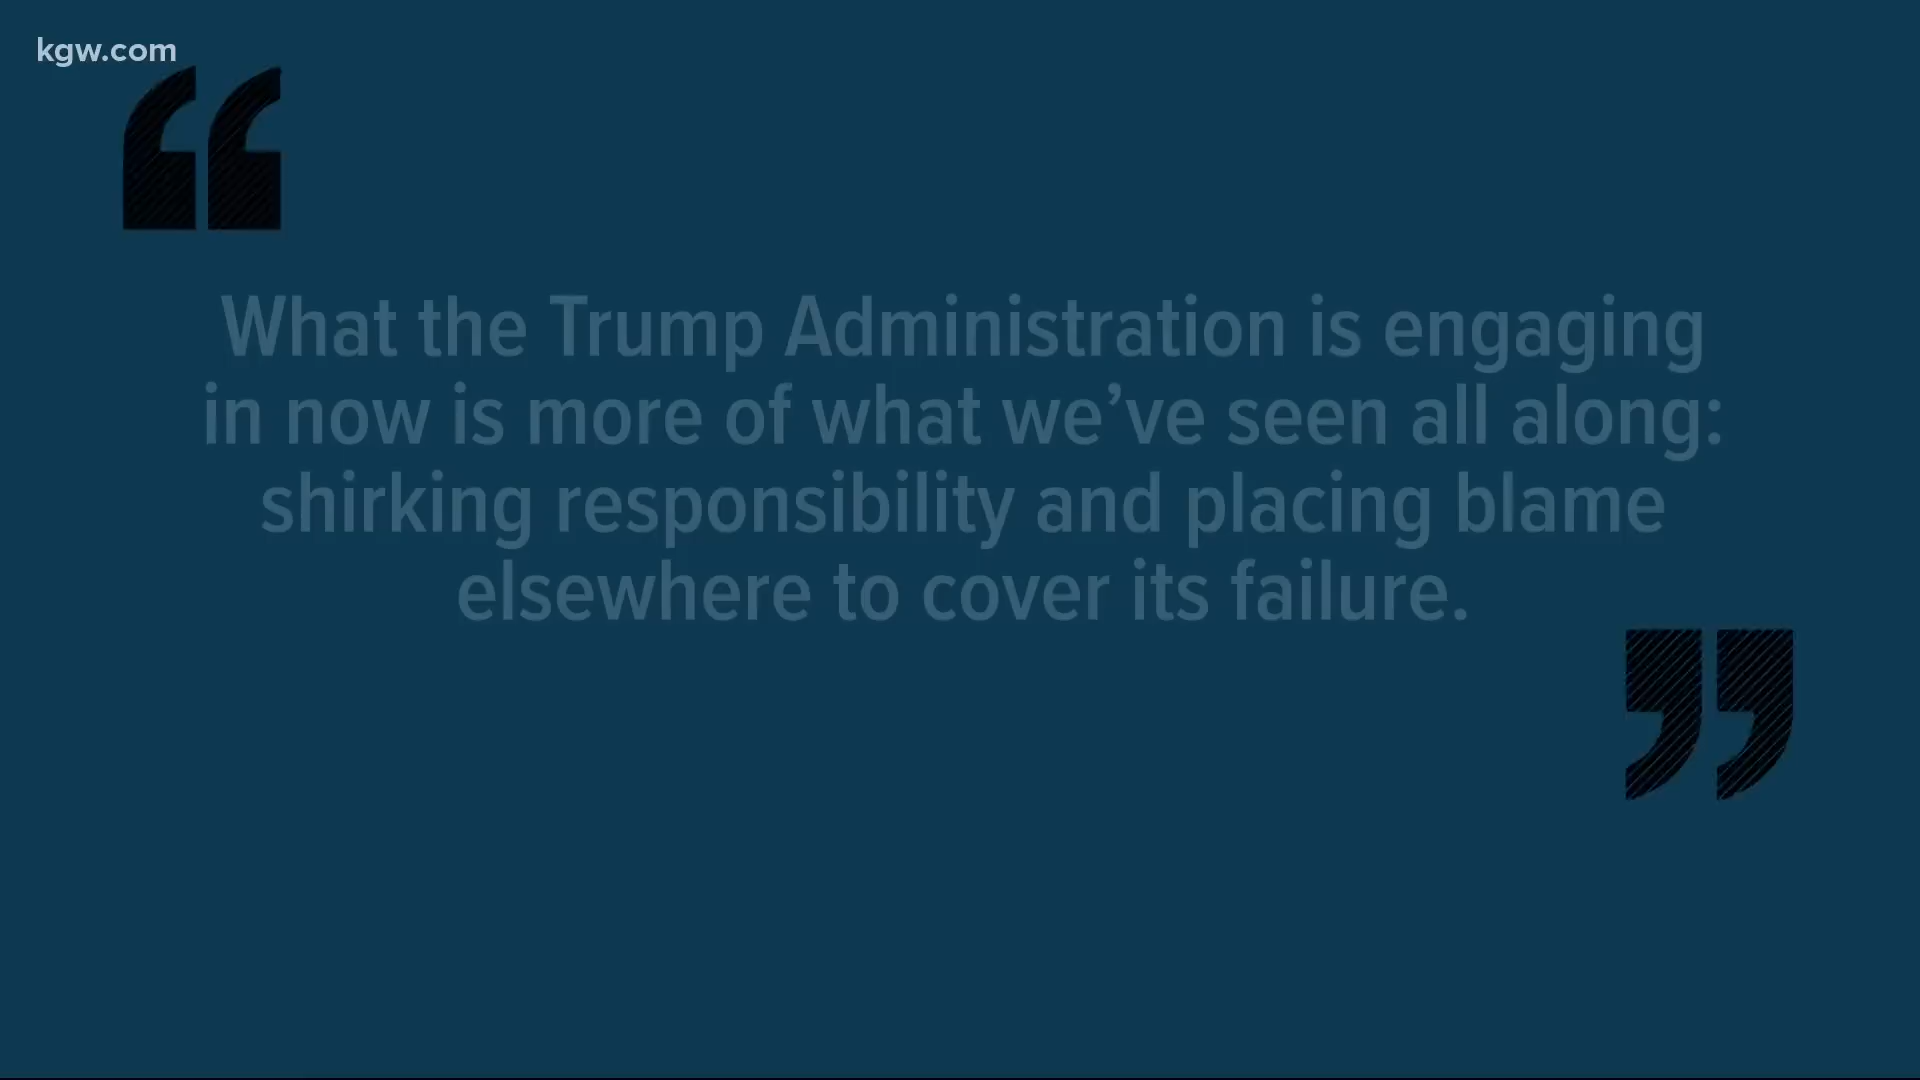 kgw.com
“
What the Trump Administration is engaging
in now is more of what we’ve seen all along:
shirking responsibility and placing blame
elsewhere to cover its failure.
”